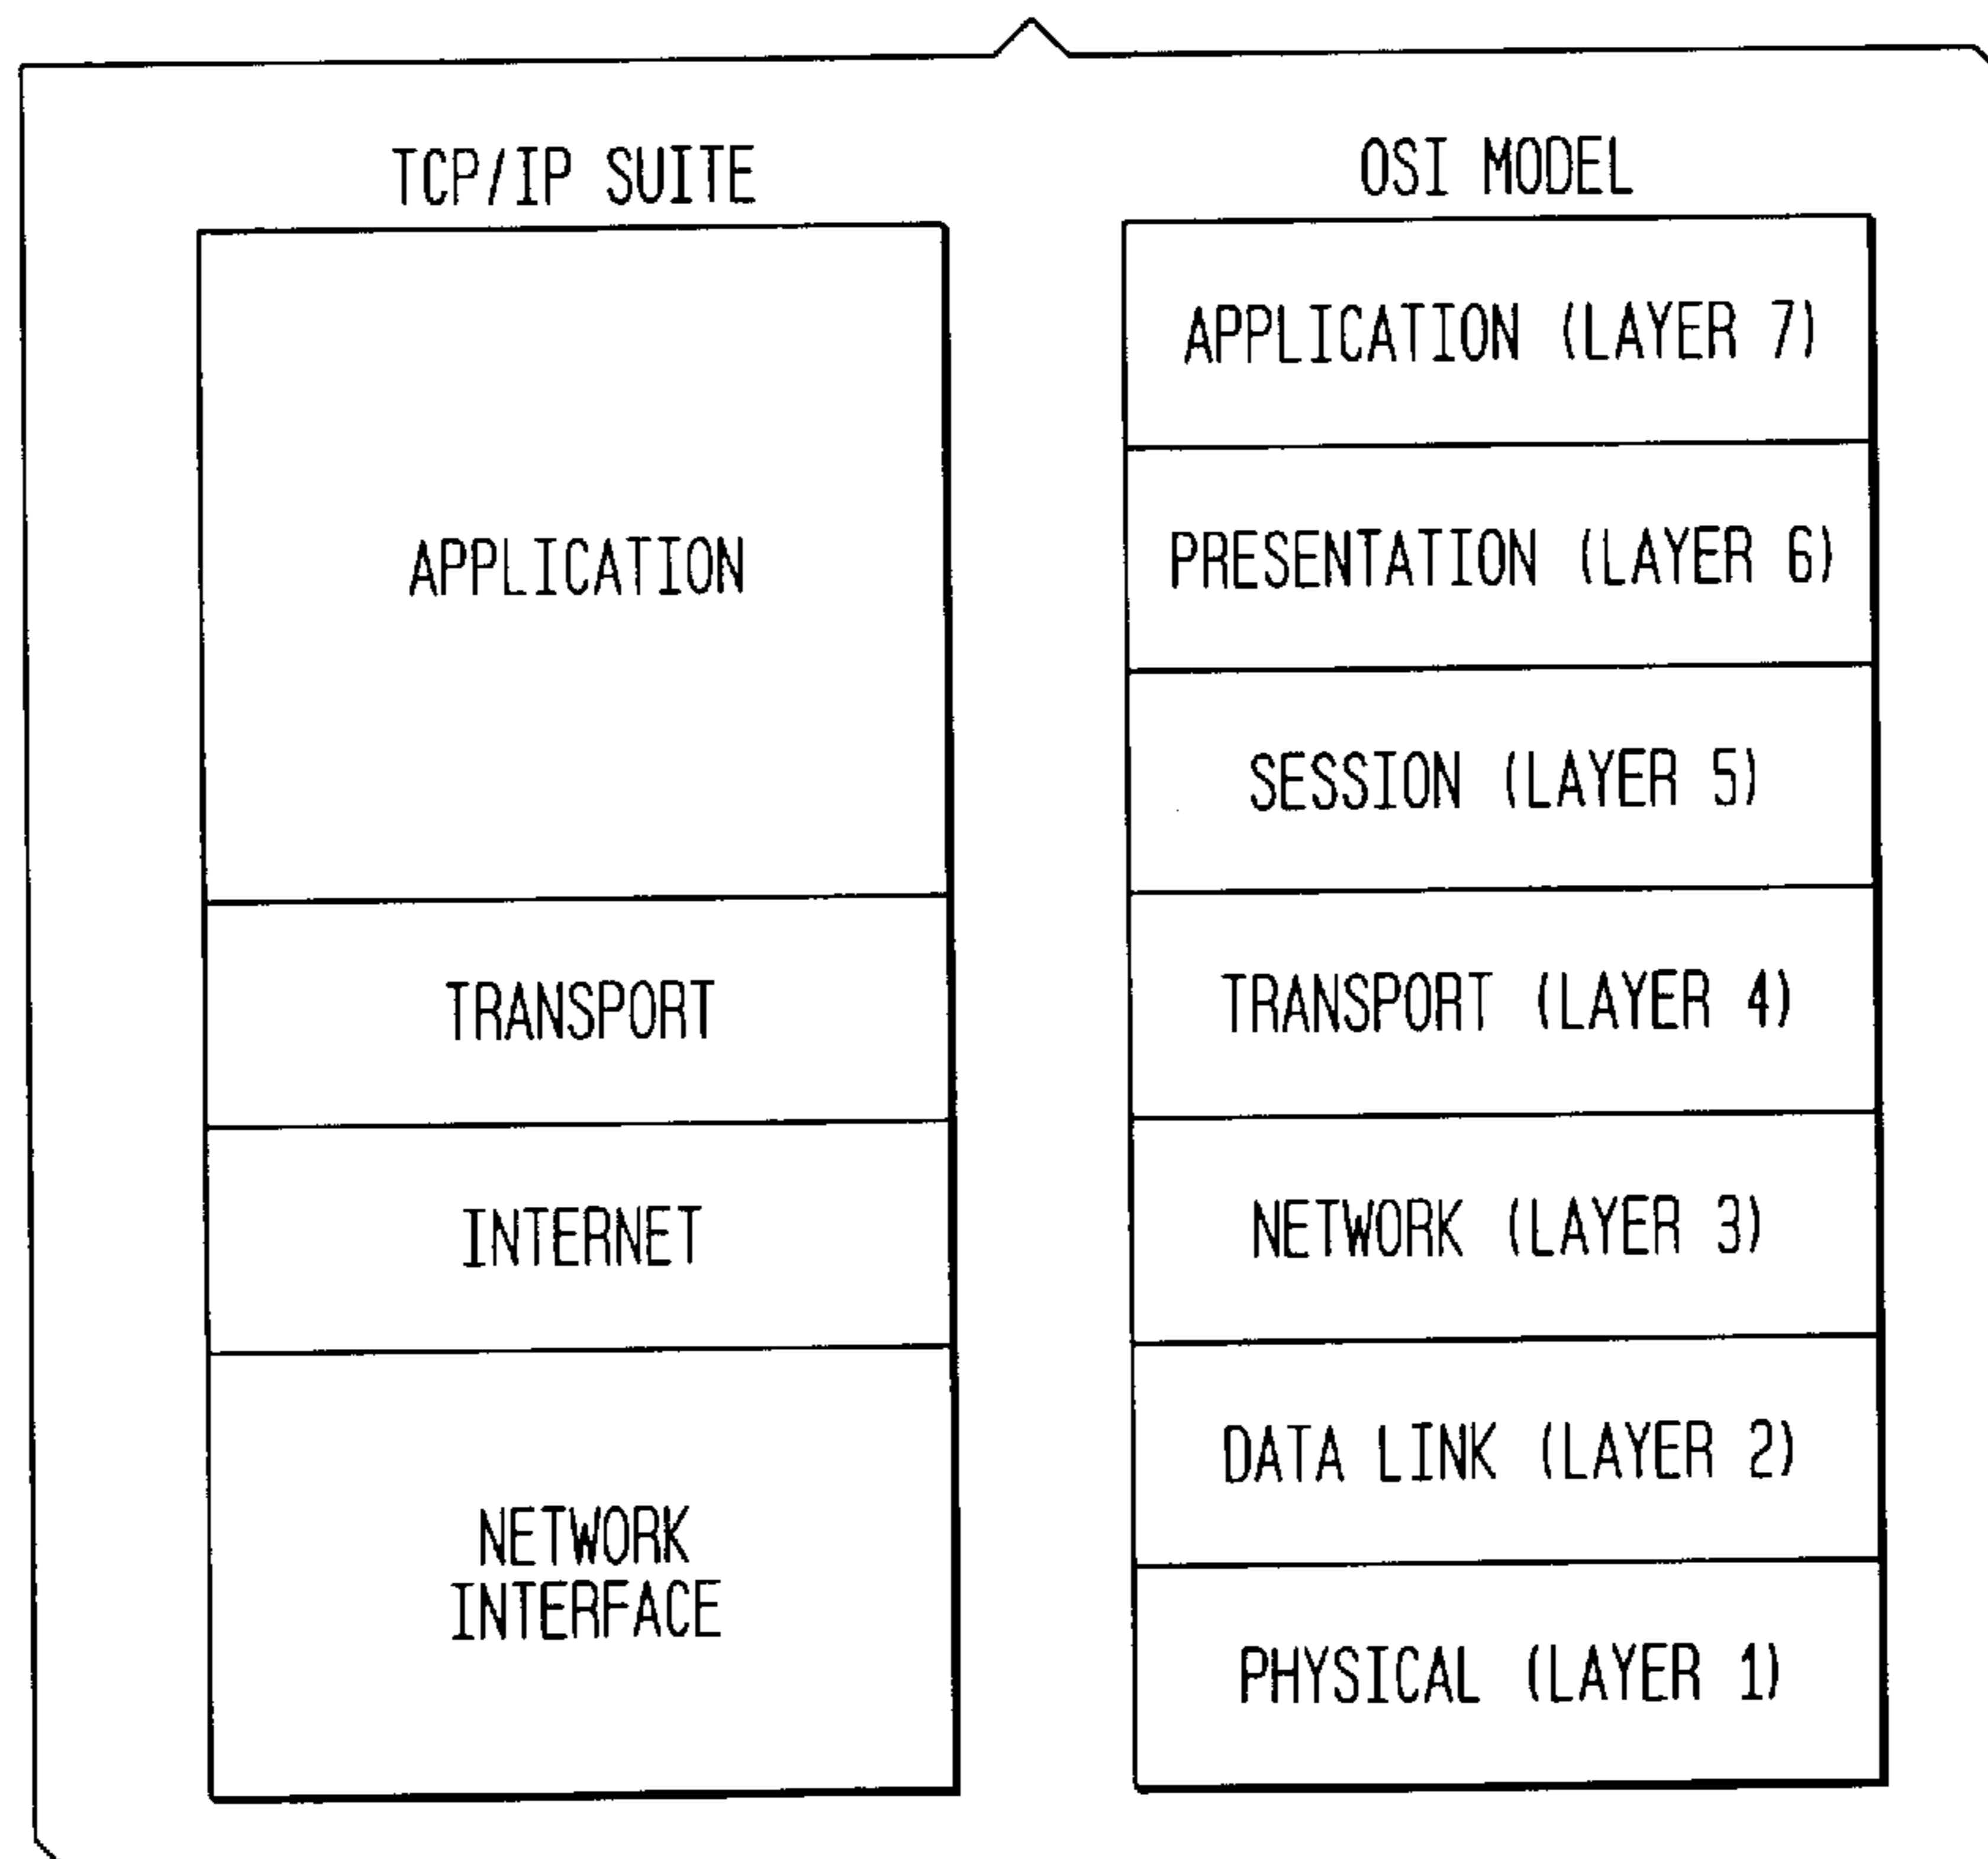 TCP/IP SUITE
APPLICATION
TRANSPORT
INTERNET
NETWORK
INTERFACE
OSI MODEL
APPLICATION (LAYER 7)
PRESENTATION (LAYER 6)
SESSION (LAYER 5)
TRANSPORT (LAYER 4)
NETWORK (LAYER 3)
DATA LINK (LAYER 2)
PHYSICAL (LAYER 1)